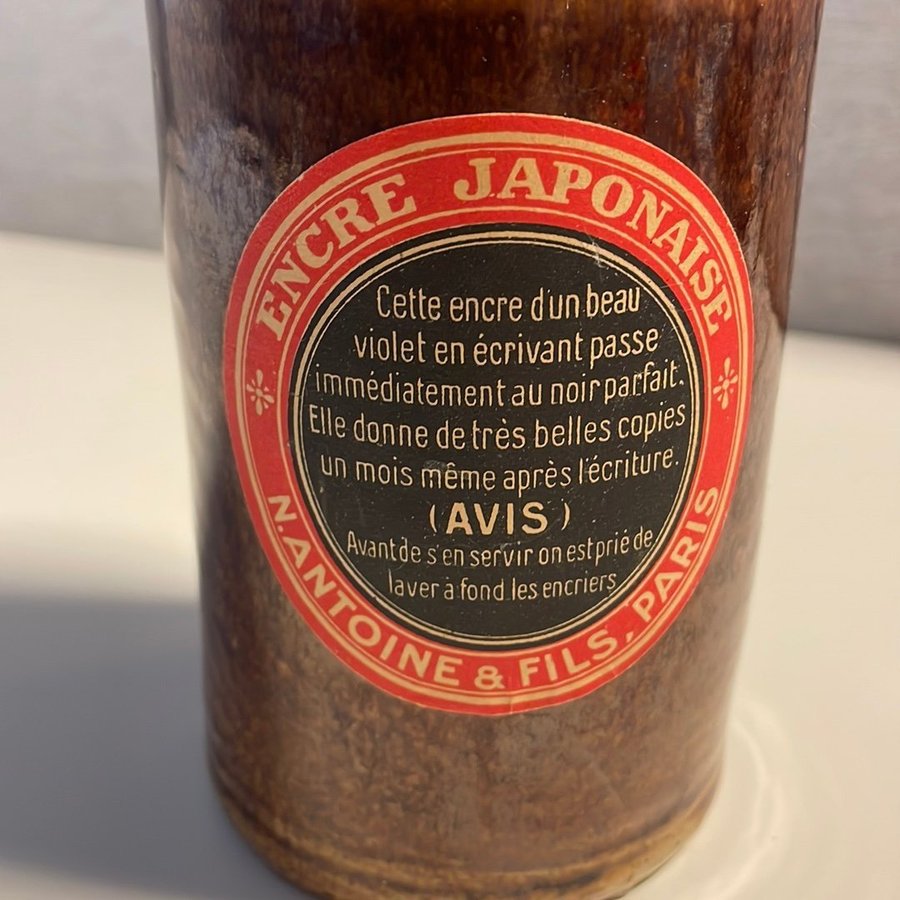 ENCRE JAPONAISE
Cette encre d'un beau
violet en écrivant passe
immédiatement au noir parfait.
Elle donne de très belles copies
un mois même après l'écriture.
(AVIS)
Avant de s'en servir on est prié de
laver à fond les encriers
N. ANTOINE & FILS, PARIS